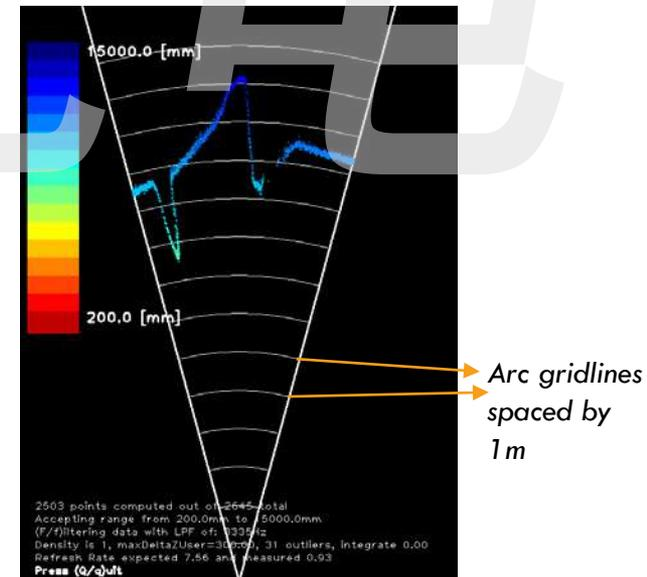 15000.0 [mm]
200.0 [mm]
Arc gridlines
spaced by
1m
2503 points computed out of 2645 total
Accepting range from 200.0mm to 15000.0mm
(F/f)iltering data with LPF of: 3335Hz
Density is 1, maxDeltaZUser=300.00, 31 outliers, integrate 0.00
Refresh Rate expected 7.56 and measured 0.93
Press (Q/q)uit